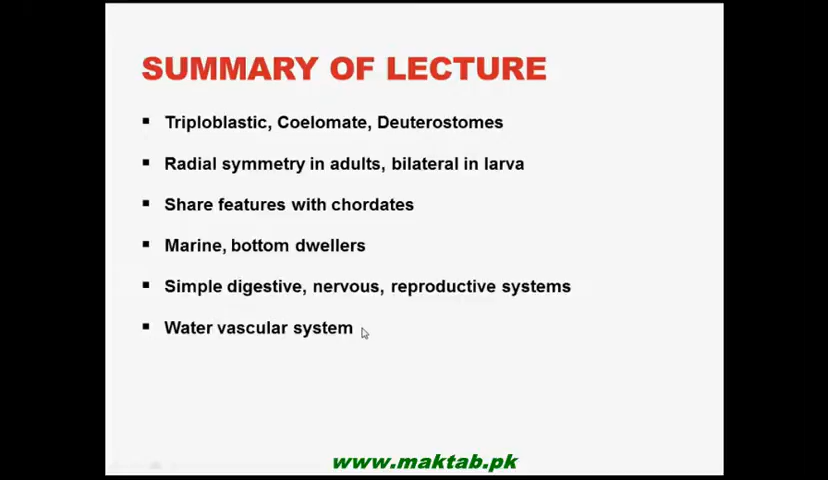 SUMMARY OF LECTURE
▪ Triploblastic, Coelomate, Deuterostomes
▪ Radial symmetry in adults, bilateral in larva
▪ Share features with chordates
▪ Marine, bottom dwellers
▪ Simple digestive, nervous, reproductive systems
▪ Water vascular system
www.maktab.pk